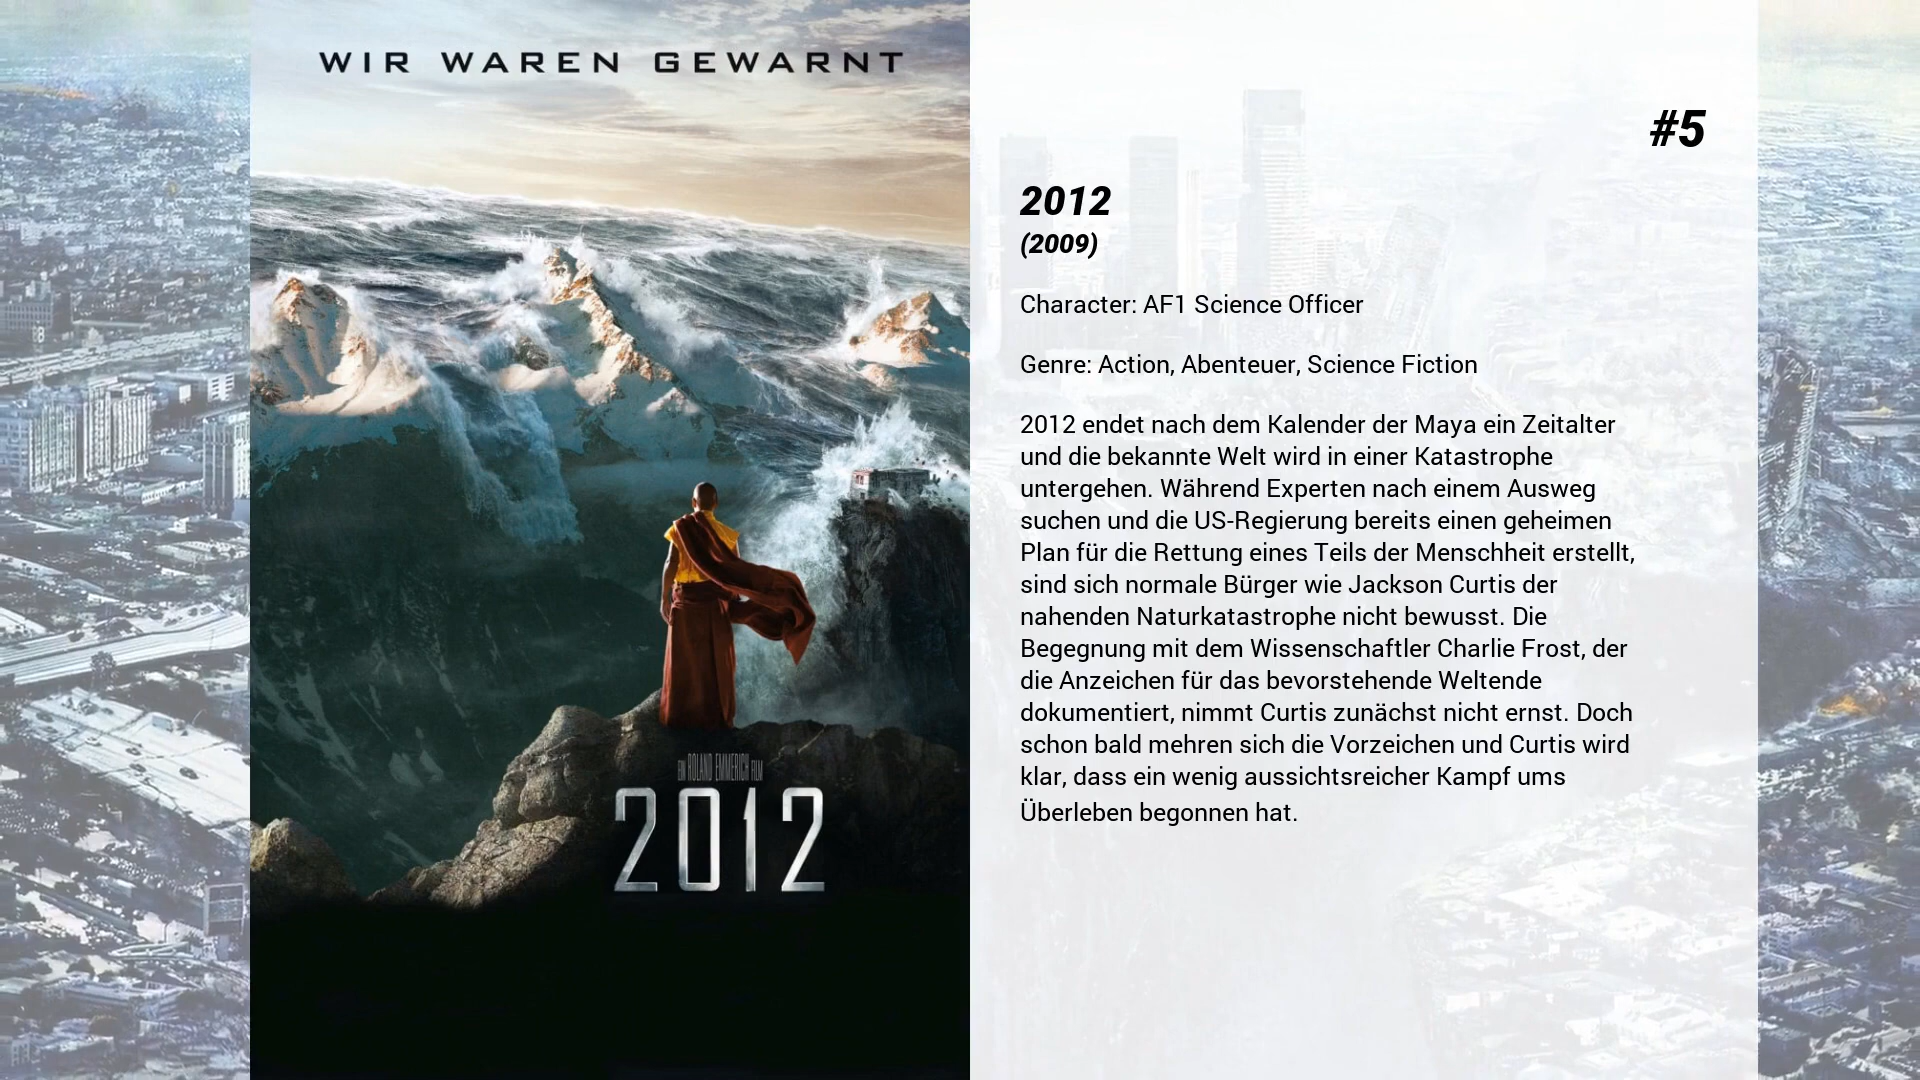 WIR WAREN GEWARNT
EIN ROLAND EMMERICH FILM
2012
#5
2012
(2009)
Character: AF1 Science Officer
Genre: Action, Abenteuer, Science Fiction
2012 endet nach dem Kalender der Maya ein Zeitalter
und die bekannte Welt wird in einer Katastrophe
untergehen. Während Experten nach einem Ausweg
suchen und die US-Regierung bereits einen geheimen
Plan für die Rettung eines Teils der Menschheit erstellt,
sind sich normale Bürger wie Jackson Curtis der
nahenden Naturkatastrophe nicht bewusst. Die
Begegnung mit dem Wissenschaftler Charlie Frost, der
die Anzeichen für das bevorstehende Weltende
dokumentiert, nimmt Curtis zunächst nicht ernst. Doch
schon bald mehren sich die Vorzeichen und Curtis wird
klar, dass ein wenig aussichtsreicher Kampf ums
Überleben begonnen hat.